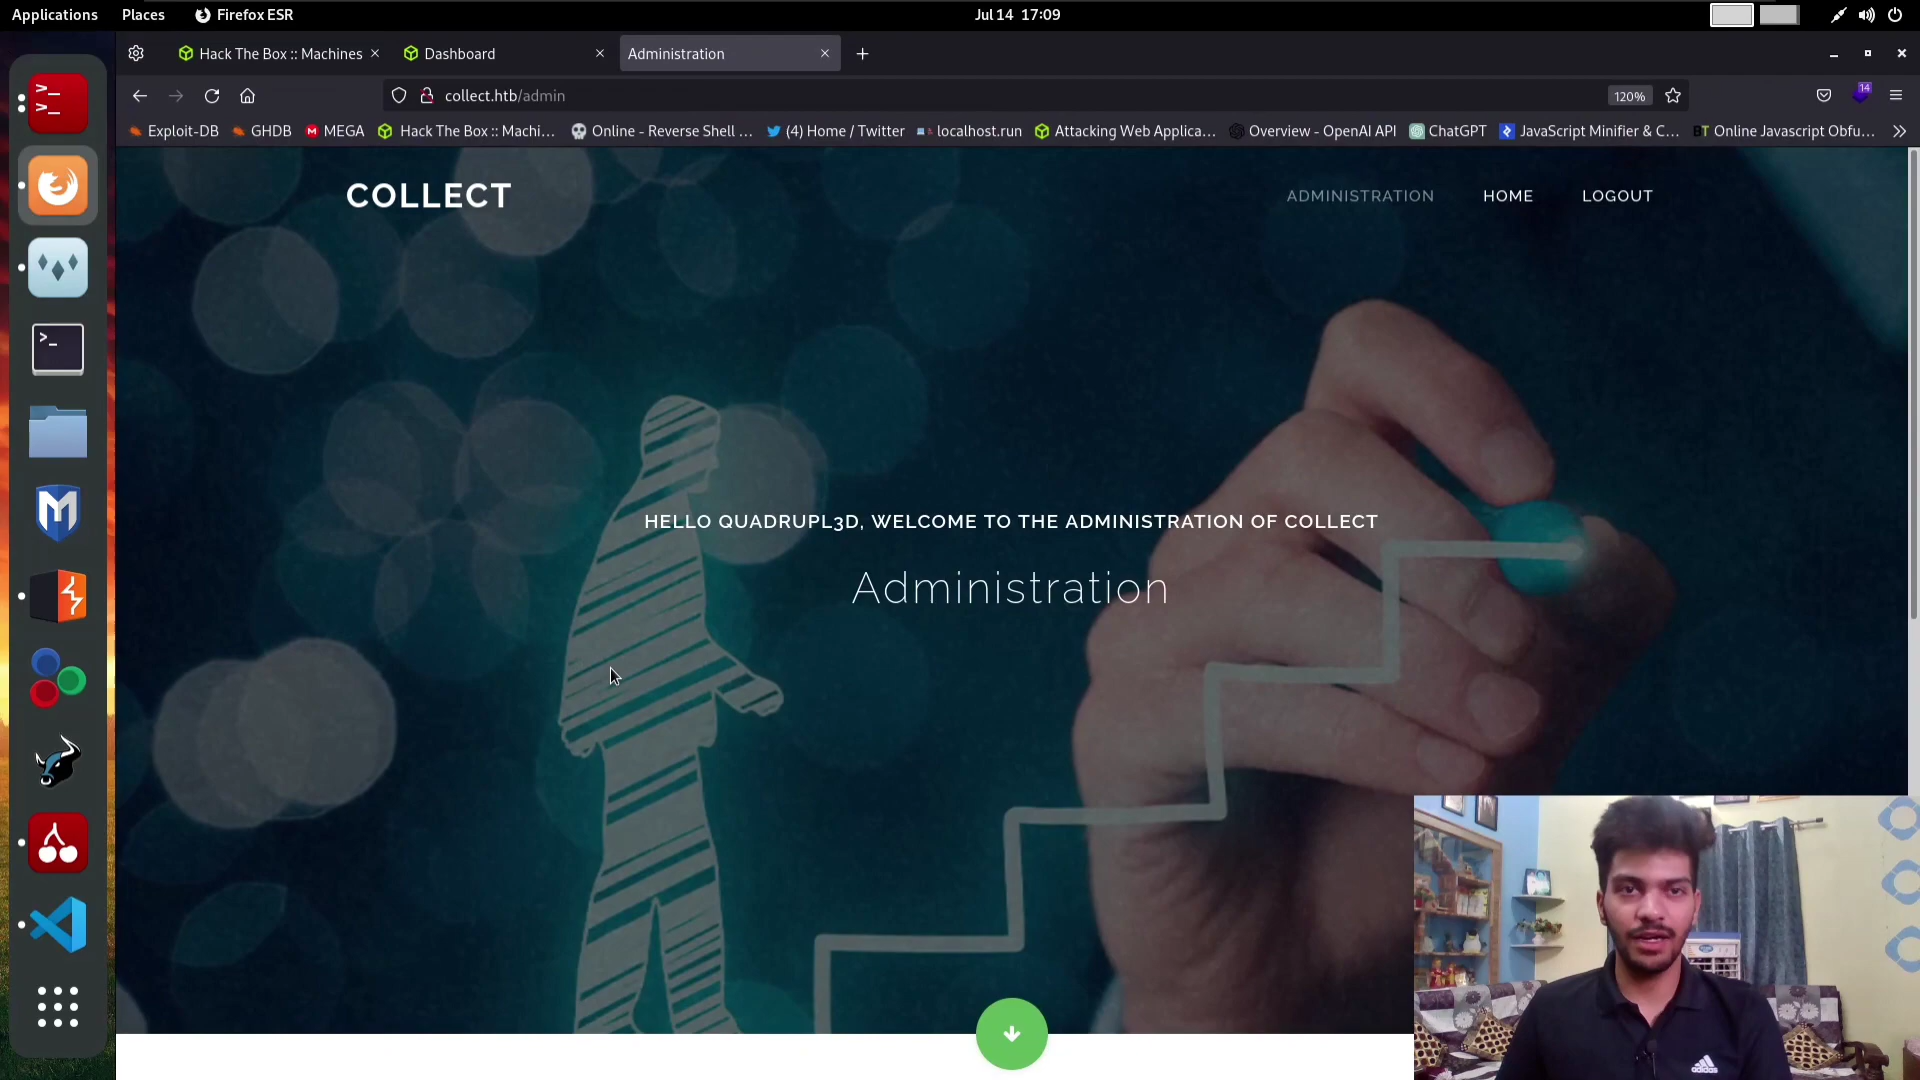 Applications Places Firefox ESR Jul 14 17:09
Hack The Box :: Machines Dashboard Administration
collect.htb/admin 120% 14
Exploit-DB GHDB MEGA Hack The Box :: Machi... Online - Reverse Shell ... (4) Home / Twitter localhost.run Attacking Web Applica... Overview - OpenAI API ChatGPT JavaScript Minifier & C... BT Online Javascript Obfu...
COLLECT ADMINISTRATION HOME LOGOUT
HELLO QUADRUPL3D, WELCOME TO THE ADMINISTRATION OF COLLECT
Administration
adidas